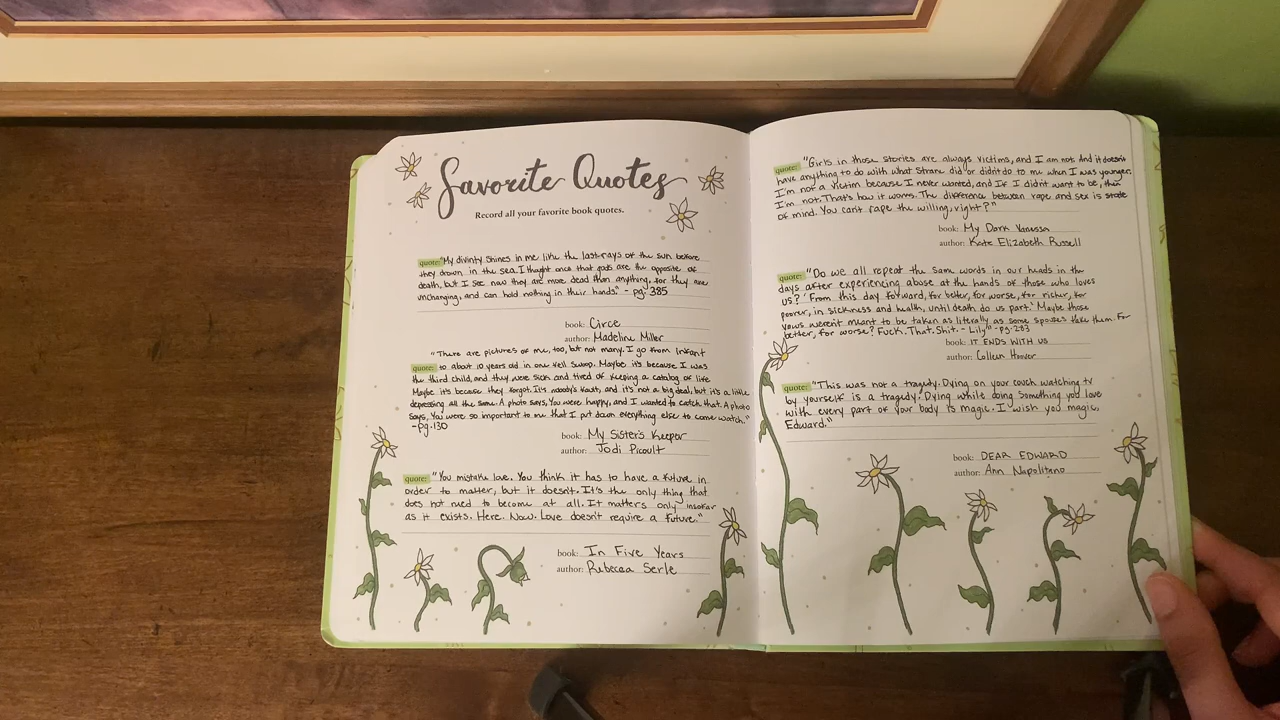 Favorite Quotes
Record all your favorite book quotes.
quote: "My divinity shines in me like the last rays of the sun before
they drown in the sea. I thought once that gods are the opposite of
death, but I see now they are more dead than anything, for they are
unchanging, and can hold nothing in their hands." - pg. 385
book: Circe
author: Madeline Miller
"There are pictures of me, too, but not many. I go from infant
quote: to about 10 years old in one fell swoop. Maybe it's because I was
the third child, and they were sick and tired of keeping a catalog of life
Maybe it's because they forgot. It's nobody's fault, and it's not a big deal, but it's a little
depressing all the same. A photo says, You were happy, and I wanted to catch that. A photo
says, You were so important to me that I put down everything else to come watch."
-pg.130
book: My Sister's Keeper
author: Jodi Picoult
quote: "You mistake love. You think it has to have a future in
order to matter, but it doesn't. It's the only thing that
does not need to become at all. It matters only insofar
as it exists. Here. Now. Love doesn't require a future."
book: In Five Years
author: Rebecca Serle
quote: "Girls in those stories are always victims, and I am not. And it doesn't
have anything to do with what Strane did or didn't do to me when I was younger.
I'm not a victim because I never wanted, and if I didn't want to be, then
I'm not. That's how it works. The difference between rape and sex is state
of mind. You can't rape the willing, right?"
book: My Dark Vanessa
author: Kate Elizabeth Russell
quote: "Do we all repeat the same words in our heads in the
days after experiencing abuse at the hands of those who loves
us? 'From this day forward, for better, for worse, for richer, for
poorer, in sickness and health, until death do us part.' Maybe those
vows weren't meant to be taken as literally as some spouses take them. For
better, for worse? Fuck. That. Shit. - Lily" -pg.283
book: IT ENDS WITH US
author: Colleen Hoover
quote: "This was not a tragedy. Dying on your couch watching tv
by yourself is a tragedy. Dying while doing something you love
with every part of your body is magic. I wish you magic,
Edward."
book: DEAR EDWARD
author: Ann Napolitano